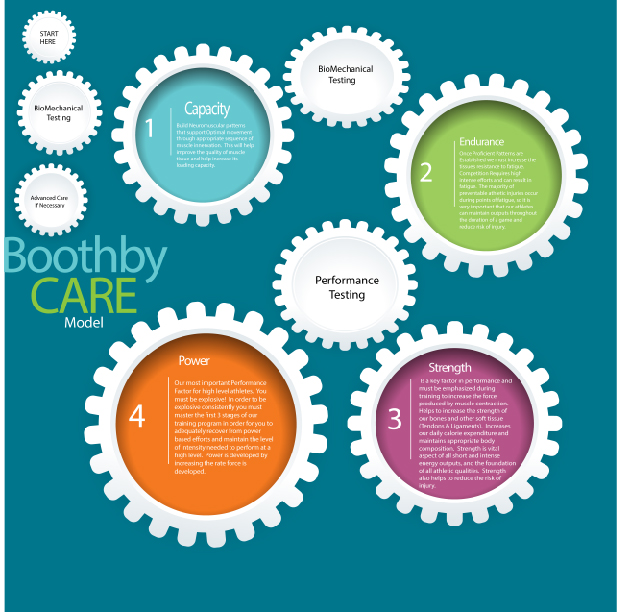 START
HERE
BioMechanical
Testing
Advanced Care
If Necessary
Boothby
CARE
Model
1
Capacity
Build Neuromuscular patterns
that support Optimal movement
through appropriate sequence of
muscle innervation. This will help
improve the quality of muscle
tissue and help increase its
loading capacity.
BioMechanical
Testing
2
Endurance
Once Proficient Patterns are
Established we must increase the
tissues resistance to fatigue.
Competition Requires high
intense efforts and can result in
fatigue. The majority of
preventable athletic injuries occur
during points of fatigue, so it is
very important that our athletes
can maintain outputs throughout
the duration of a game and
reduce risk of injury.
Performance
Testing
3
Strength
Is a key factor in performance and
must be emphasized during
training to increase the force
produced by muscle contraction.
Helps to increase the strength of
our bones and other soft tissue
(Tendons & Ligaments). Increases
our daily calorie expenditure and
maintains appropriate body
composition. Strength is vital
aspect of all short and intense
exergy outputs, and the foundation
of all athletic qualities. Strength
also helps to reduce the risk of
injury.
4
Power
Our most important Performance
Factor for high level athletes. You
must be explosive! In order to be
explosive consistently you must
muster the first 3 stages of our
training program in order for you to
adequately recover from power
based efforts and maintain the level
of intensity needed to perform at a
high level. Power is developed by
increasing the rate force is
developed.